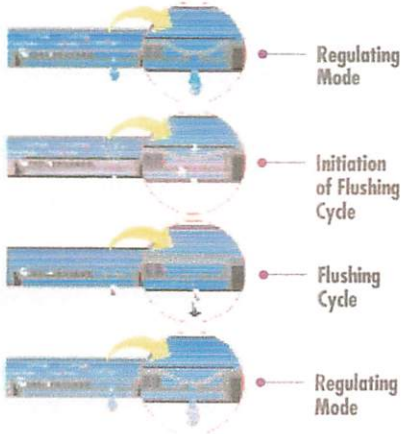 Regulating
Mode
Initiation
of Flushing
Cycle
Flushing
Cycle
Regulating
Mode